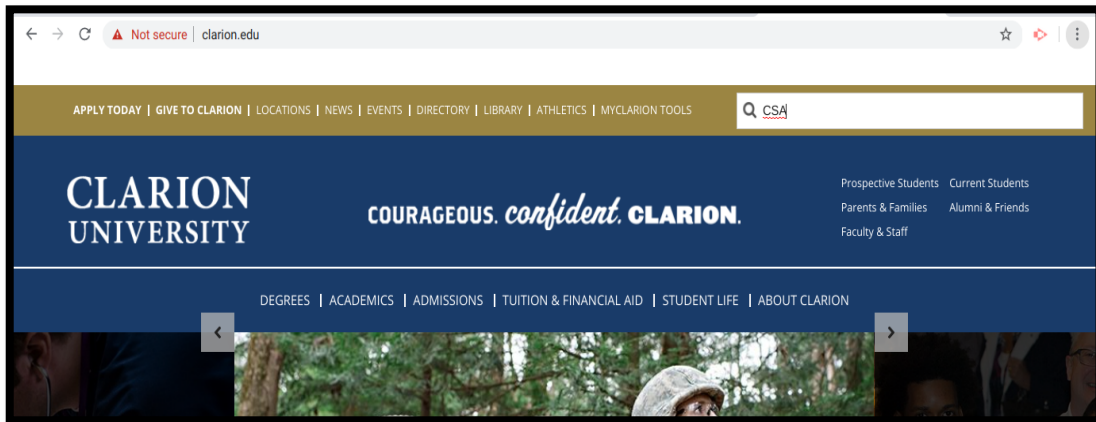 Not secure | clarion.edu
APPLY TODAY | GIVE TO CLARION | LOCATIONS | NEWS | EVENTS | DIRECTORY | LIBRARY | ATHLETICS | MYCLARION TOOLS
CSA
CLARION
UNIVERSITY
COURAGEOUS. confident. CLARION.
Prospective Students Current Students
Parents & Families Alumni & Friends
Faculty & Staff
DEGREES | ACADEMICS | ADMISSIONS | TUITION & FINANCIAL AID | STUDENT LIFE | ABOUT CLARION